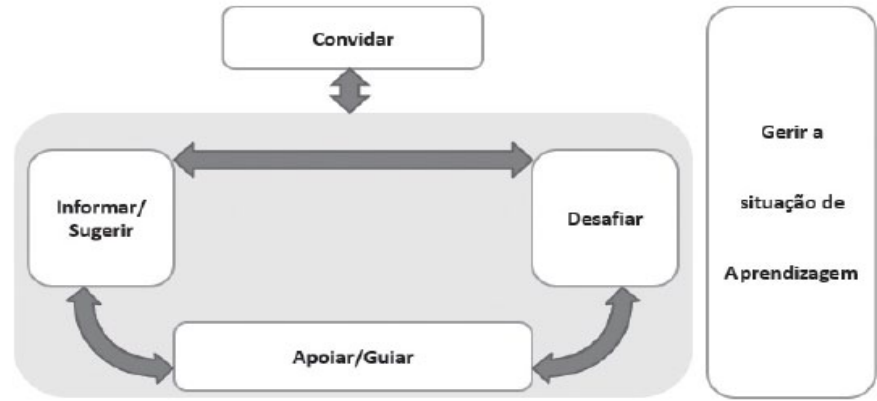 Convidar
Informar/
Sugerir
Desafiar
Apoiar/Guiar
Gerir a
situação de
Aprendizagem